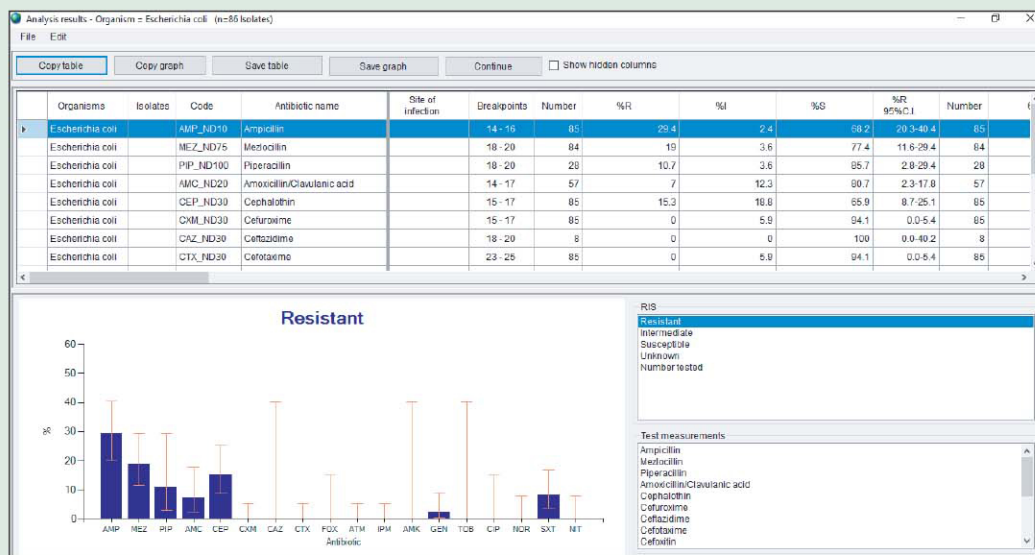 Analysis results - Organism = Escherichia coli (n=86 Isolates)
File Edit
Copy table Copy graph Save table Save graph Continue Show hidden columns
Organisms Isolates Code Antibiotic name Site of infection Breakpoints Number %R %I %S %R 95%C.I. Number
Escherichia coli AMP_ND10 Ampicillin 14 - 16 85 29.4 2.4 68.2 20.3-40.4 85
Escherichia coli MEZ_ND75 Mezlocillin 18 - 20 84 19 3.6 77.4 11.6-29.4 84
Escherichia coli PIP_ND100 Piperacillin 18 - 20 28 10.7 3.6 85.7 2.8-29.4 28
Escherichia coli AMC_ND20 Amoxicillin/Clavulanic acid 14 - 17 57 7 12.3 80.7 2.3-17.8 57
Escherichia coli CEP_ND30 Cephalothin 15 - 17 85 15.3 18.8 65.9 8.7-25.1 85
Escherichia coli CXM_ND30 Cefuroxime 15 - 17 85 0 5.9 94.1 0.0-5.4 85
Escherichia coli CAZ_ND30 Ceftazidime 18 - 20 8 0 0 100 0.0-40.2 8
Escherichia coli CTX_ND30 Cefotaxime 23 - 25 85 0 5.9 94.1 0.0-5.4 85
Resistant
60
50
40
30
20
10
0
%
AMP MEZ PIP AMC CEP CXM CAZ CTX FOX ATM IPM AMK GEN TOB CIP NOR SXT NIT
Antibiotic
RIS
Resistant
Intermediate
Susceptible
Unknown
Number tested
Test measurements
Ampicillin
Mezlocillin
Piperacillin
Amoxicillin/Clavulanic acid
Cephalothin
Cefuroxime
Ceftazidime
Cefotaxime
Cefoxitin